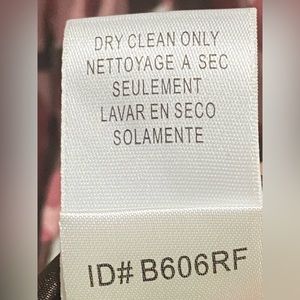 DRY CLEAN ONLY
NETTOYAGE A SEC
SEULEMENT
LAVAR EN SECO
SOLAMENTE
ID# B606RF